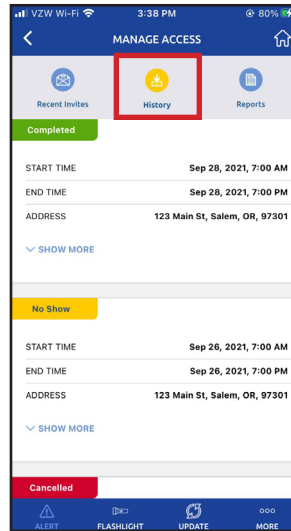 VZW Wi-Fi 3:38 PM 80%
MANAGE ACCESS
Recent Invites History Reports
Completed
START TIME Sep 28, 2021, 7:00 AM
END TIME Sep 28, 2021, 7:00 PM
ADDRESS 123 Main St, Salem, OR, 97301
SHOW MORE
No Show
START TIME Sep 26, 2021, 7:00 AM
END TIME Sep 26, 2021, 7:00 PM
ADDRESS 123 Main St, Salem, OR, 97301
SHOW MORE
Cancelled
ALERT FLASHLIGHT UPDATE MORE